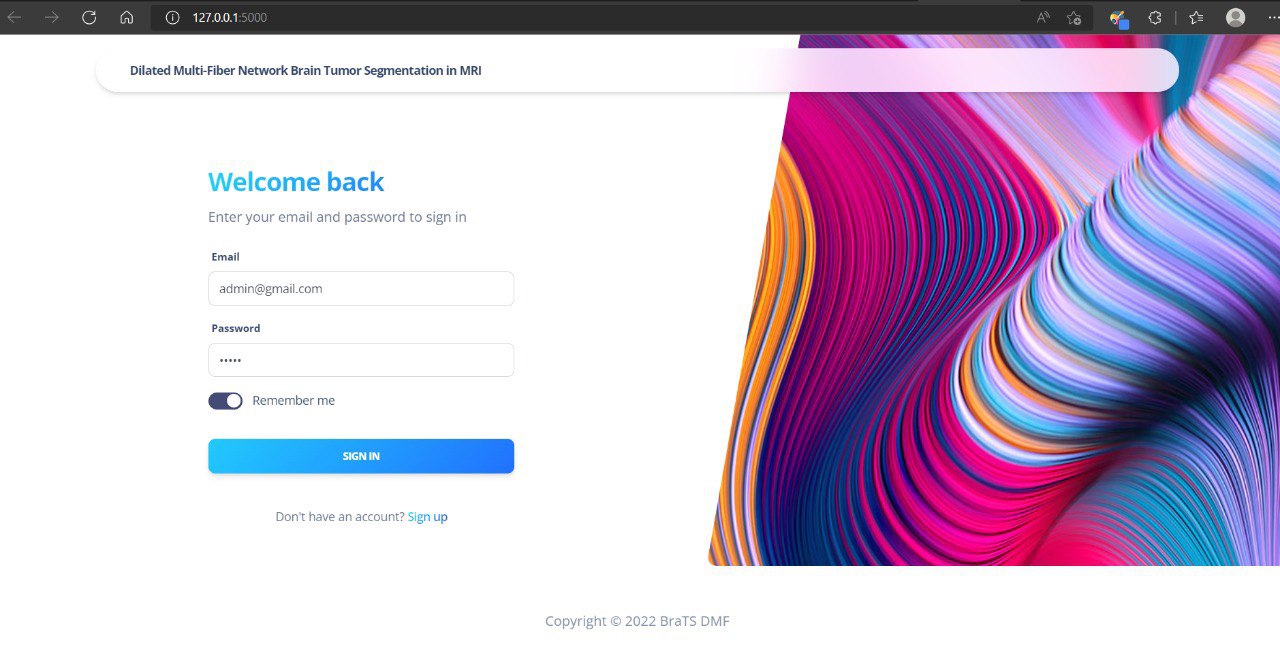 127.0.0.1:5000
Dilated Multi-Fiber Network Brain Tumor Segmentation in MRI
Welcome back
Enter your email and password to sign in
Email
admin@gmail.com
Password
•••••
Remember me
SIGN IN
Don't have an account? Sign up
Copyright © 2022 BraTS DMF